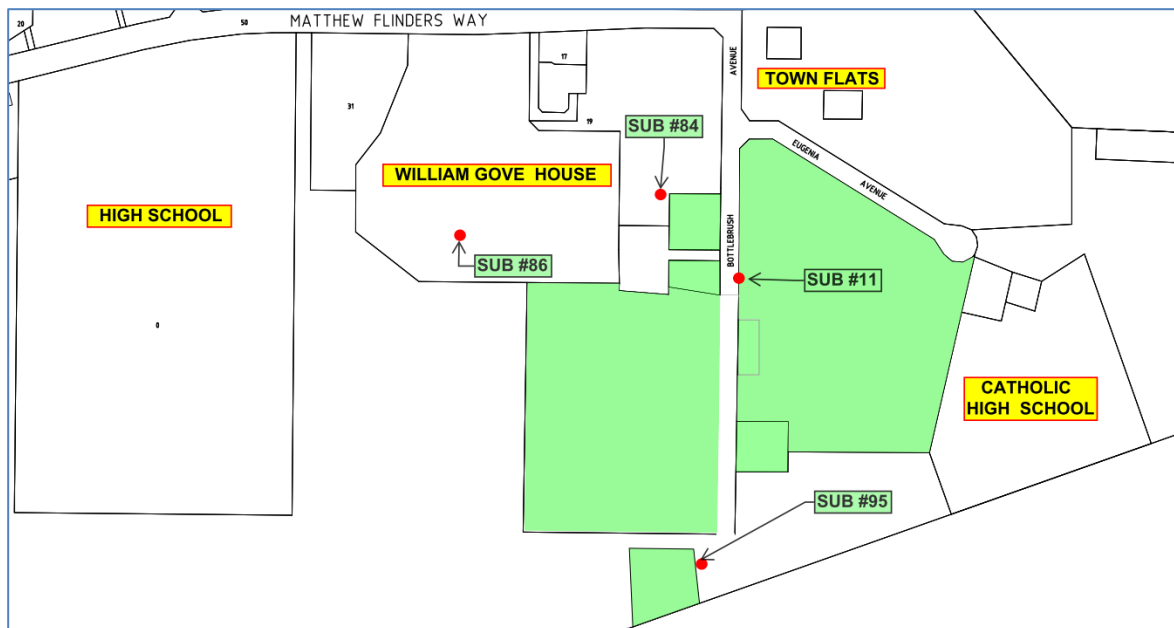 20
50
MATTHEW FLINDERS WAY
AVENUE
17
TOWN FLATS
31
19
SUB #84
EUGENIA
AVENUE
WILLIAM GOVE HOUSE
HIGH SCHOOL
BOTTLEBRUSH
SUB #86
SUB #11
0
CATHOLIC
HIGH SCHOOL
SUB #95